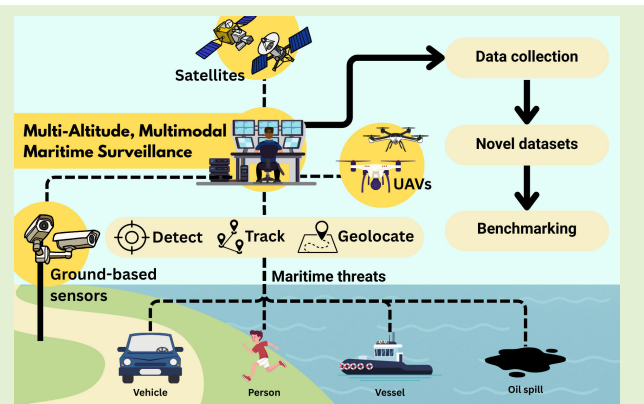 Satellites
Data collection
Multi-Altitude, Multimodal
Maritime Surveillance
Novel datasets
UAVs
Detect
Track
Geolocate
Benchmarking
Ground-based
sensors
Maritime threats
Vehicle
Person
Vessel
Oil spill